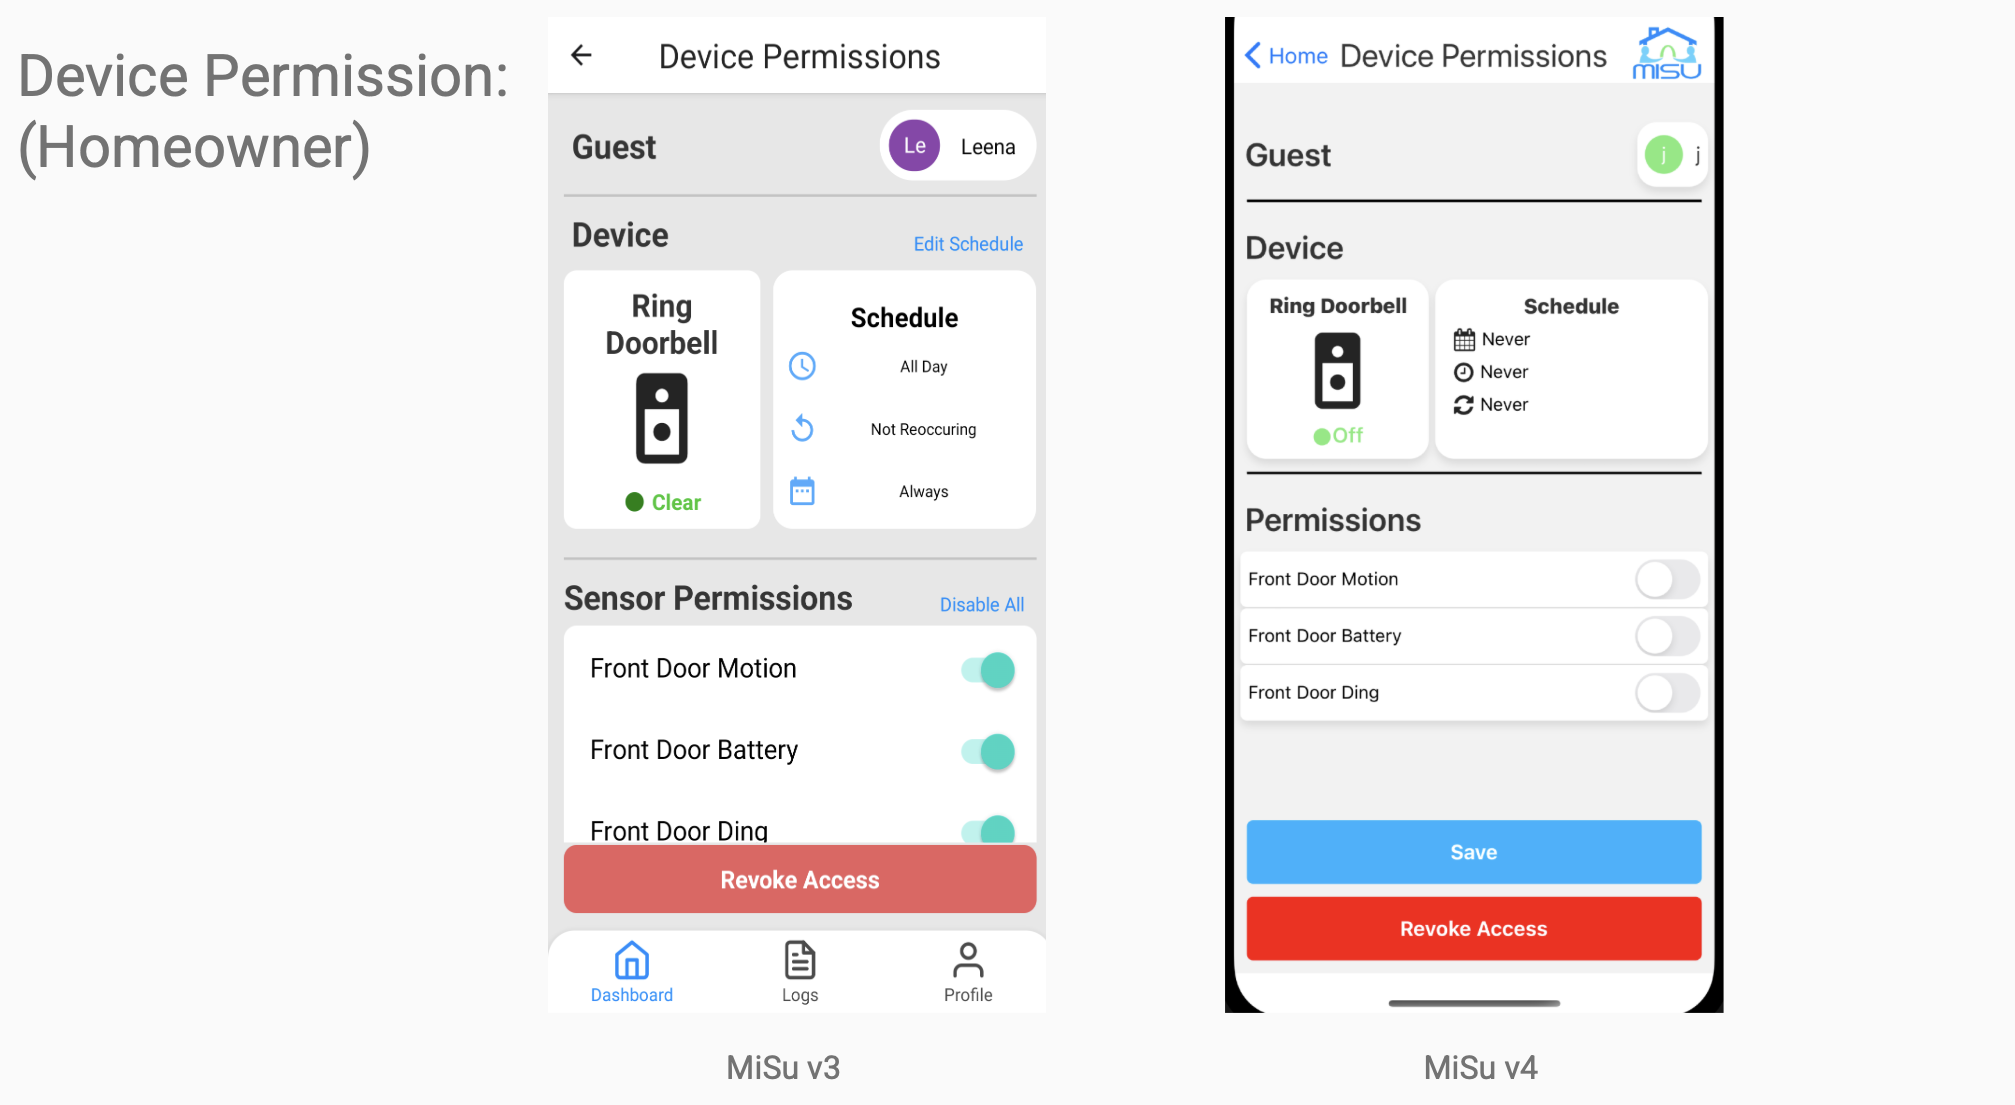 Device Permission:
(Homeowner)
Device Permissions
Guest
Le
Leena
Device
Edit Schedule
Ring
Doorbell
Clear
Schedule
All Day
Not Reoccuring
Always
Sensor Permissions
Disable All
Front Door Motion
Front Door Battery
Front Door Ding
Revoke Access
Dashboard
Logs
Profile
MiSu v3
Home
Device Permissions
MiSU
Guest
j
j
Device
Ring Doorbell
Off
Schedule
Never
Never
Never
Permissions
Front Door Motion
Front Door Battery
Front Door Ding
Save
Revoke Access
MiSu v4